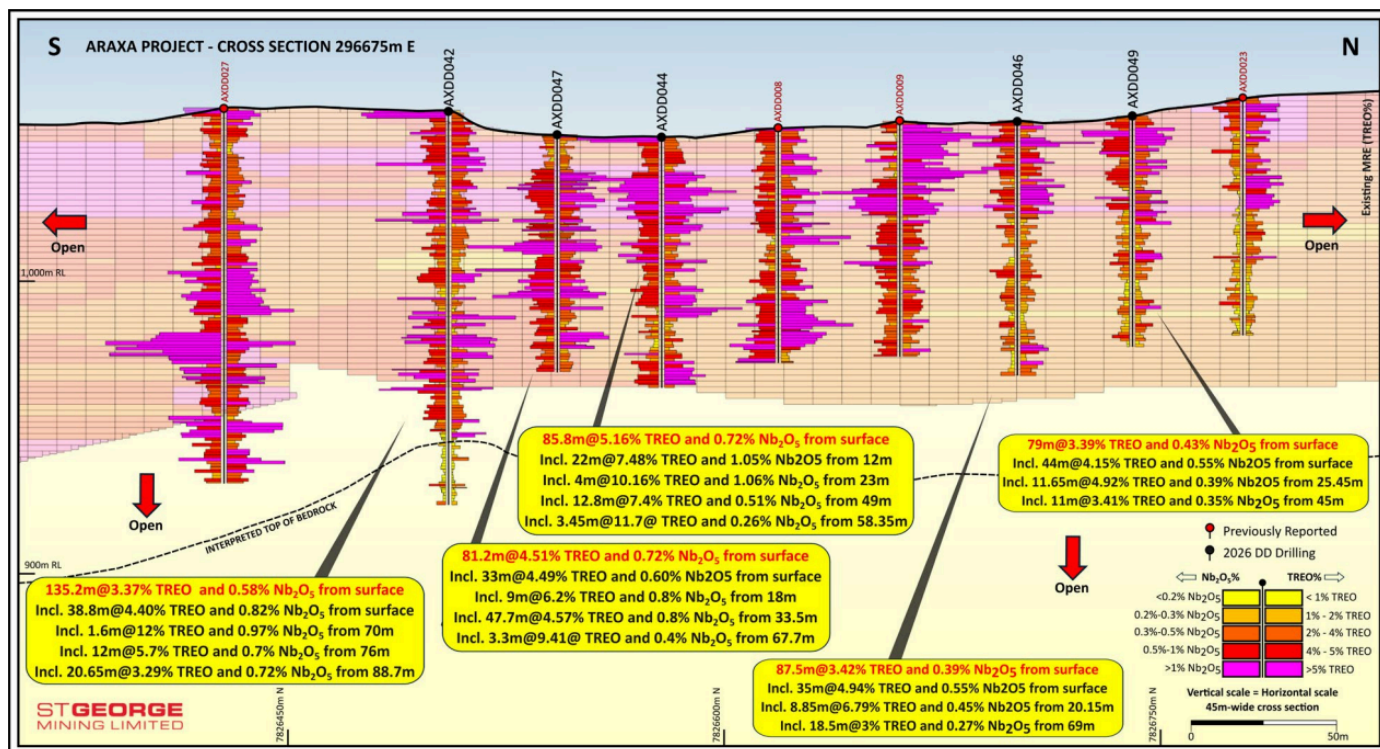 S ARAXA PROJECT - CROSS SECTION 296675m E N
AXDD027
AXDD042
AXDD047
AXDD044
AXDD008
AXDD009
AXDD046
AXDD049
AXDD023
Existing MRE (TREO%)
Open
Open
1,000m RL
Open
INTERPRETED TOP OF BEDROCK
900m RL
Open
85.8m@5.16% TREO and 0.72% Nb₂O₅ from surface
Incl. 22m@7.48% TREO and 1.05% Nb2O5 from 12m
Incl. 4m@10.16% TREO and 1.06% Nb₂O₅ from 23m
Incl. 12.8m@7.4% TREO and 0.51% Nb₂O₅ from 49m
Incl. 3.45m@11.7@ TREO and 0.26% Nb₂O₅ from 58.35m
79m@3.39% TREO and 0.43% Nb₂O₅ from surface
Incl. 44m@4.15% TREO and 0.55% Nb2O5 from surface
Incl. 11.65m@4.92% TREO and 0.39% Nb2O5 from 25.45m
Incl. 11m@3.41% TREO and 0.35% Nb₂O₅ from 45m
81.2m@4.51% TREO and 0.72% Nb₂O₅ from surface
Incl. 33m@4.49% TREO and 0.60% Nb2O5 from surface
Incl. 9m@6.2% TREO and 0.8% Nb₂O₅ from 18m
Incl. 47.7m@4.57% TREO and 0.8% Nb₂O₅ from 33.5m
Incl. 3.3m@9.41@ TREO and 0.4% Nb₂O₅ from 67.7m
135.2m@3.37% TREO and 0.58% Nb₂O₅ from surface
Incl. 38.8m@4.40% TREO and 0.82% Nb₂O₅ from surface
Incl. 1.6m@12% TREO and 0.97% Nb₂O₅ from 70m
Incl. 12m@5.7% TREO and 0.7% Nb₂O₅ from 76m
Incl. 20.65m@3.29% TREO and 0.72% Nb₂O₅ from 88.7m
87.5m@3.42% TREO and 0.39% Nb₂O₅ from surface
Incl. 35m@4.94% TREO and 0.55% Nb2O5 from surface
Incl. 8.85m@6.79% TREO and 0.45% Nb2O5 from 20.15m
Incl. 18.5m@3% TREO and 0.27% Nb₂O₅ from 69m
Previously Reported
2026 DD Drilling
Nb₂O₅% TREO%
<0.2% Nb₂O₅ < 1% TREO
0.2%-0.3% Nb₂O₅ 1% - 2% TREO
0.3%-0.5% Nb₂O₅ 2% - 4% TREO
0.5%-1% Nb₂O₅ 4% - 5% TREO
>1% Nb₂O₅ >5% TREO
Vertical scale = Horizontal scale
45m-wide cross section
0 50m
7826450m N
7826600m N
7826750m N
ST GEORGE
MINING LIMITED